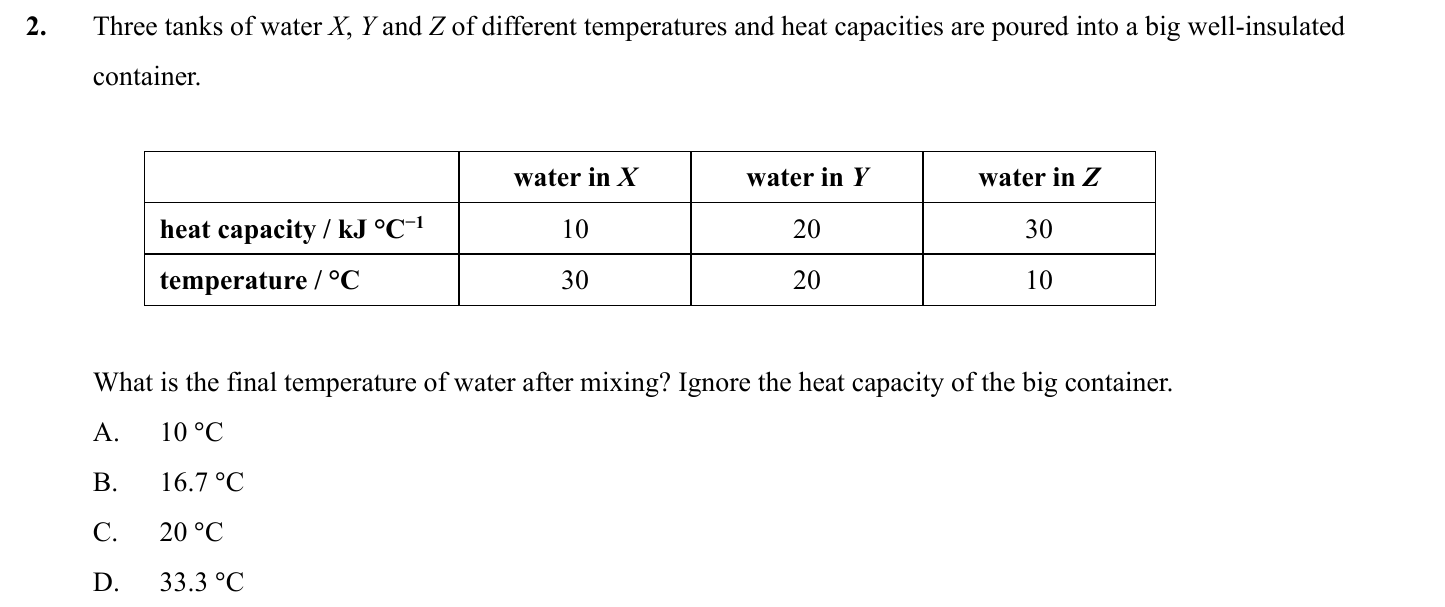 2. Three tanks of water X, Y and Z of different temperatures and heat capacities are poured into a big well-insulated
container.
water in X water in Y water in Z
heat capacity / kJ °C⁻¹ 10 20 30
temperature / °C 30 20 10
What is the final temperature of water after mixing? Ignore the heat capacity of the big container.
A. 10 °C
B. 16.7 °C
C. 20 °C
D. 33.3 °C